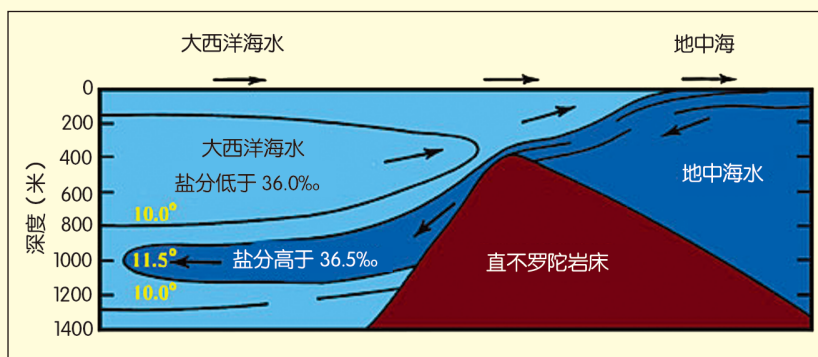 大西洋海水
地中海
0
200
400
600
800
1000
1200
1400
深度（米）
大西洋海水
盐分低于 36.0‰
10.0°
11.5°
盐分高于 36.5‰
10.0°
地中海水
直不罗陀岩床